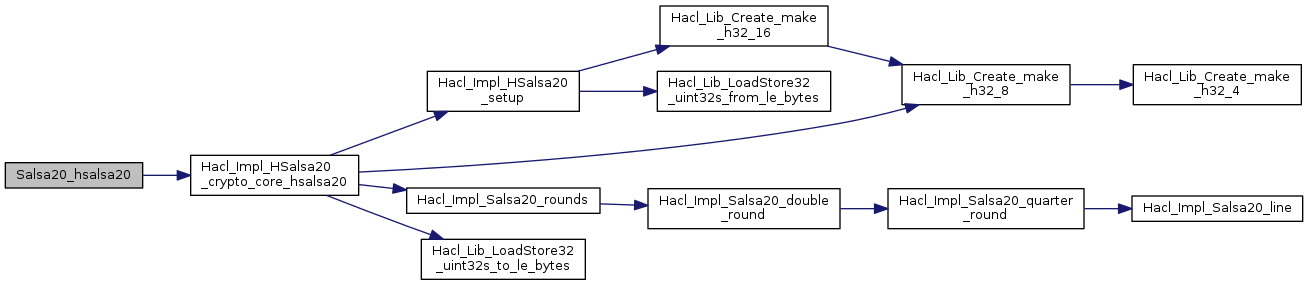 Salsa20_hsalsa20
Hacl_Impl_HSalsa20
_crypto_core_hsalsa20
Hacl_Impl_HSalsa20
_setup
Hacl_Lib_Create_make
_h32_16
Hacl_Lib_LoadStore32
_uint32s_from_le_bytes
Hacl_Lib_Create_make
_h32_8
Hacl_Lib_Create_make
_h32_4
Hacl_Impl_Salsa20_rounds
Hacl_Impl_Salsa20_double
_round
Hacl_Impl_Salsa20_quarter
_round
Hacl_Impl_Salsa20_line
Hacl_Lib_LoadStore32
_uint32s_to_le_bytes